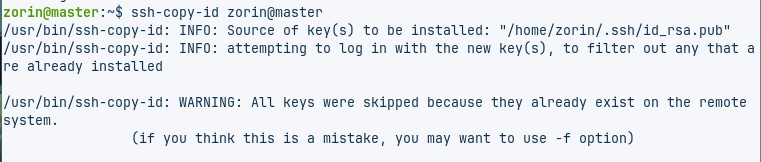 zorin@master:~$ ssh-copy-id zorin@master
/usr/bin/ssh-copy-id: INFO: Source of key(s) to be installed: "/home/zorin/.ssh/id_rsa.pub"
/usr/bin/ssh-copy-id: INFO: attempting to log in with the new key(s), to filter out any that a
re already installed

/usr/bin/ssh-copy-id: WARNING: All keys were skipped because they already exist on the remote
system.
(if you think this is a mistake, you may want to use -f option)